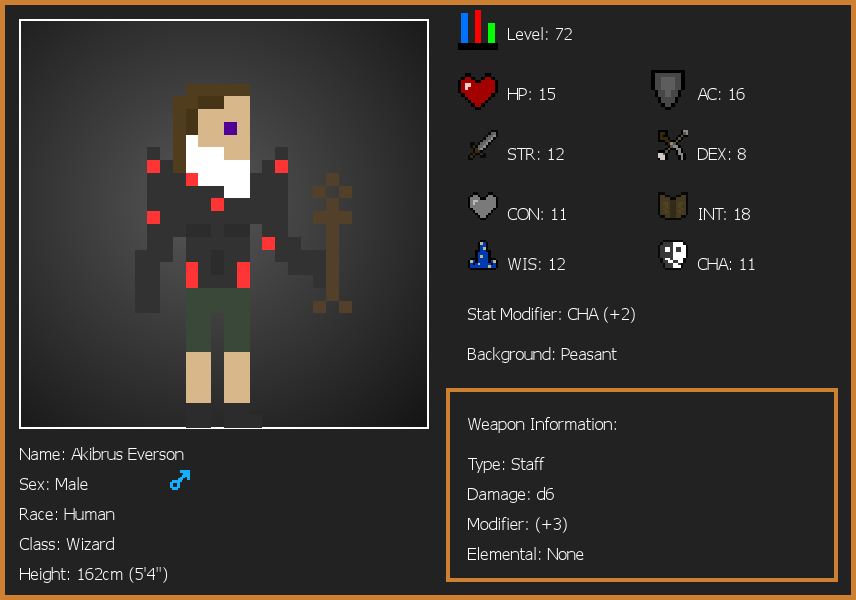 Level: 72
HP: 15
AC: 16
STR: 12
DEX: 8
CON: 11
INT: 18
WIS: 12
CHA: 11
Stat Modifier: CHA (+2)
Background: Peasant
Weapon Information:
Type: Staff
Damage: d6
Modifier: (+3)
Elemental: None
Name: Akibrus Everson
Sex: Male
Race: Human
Class: Wizard
Height: 162cm (5'4")